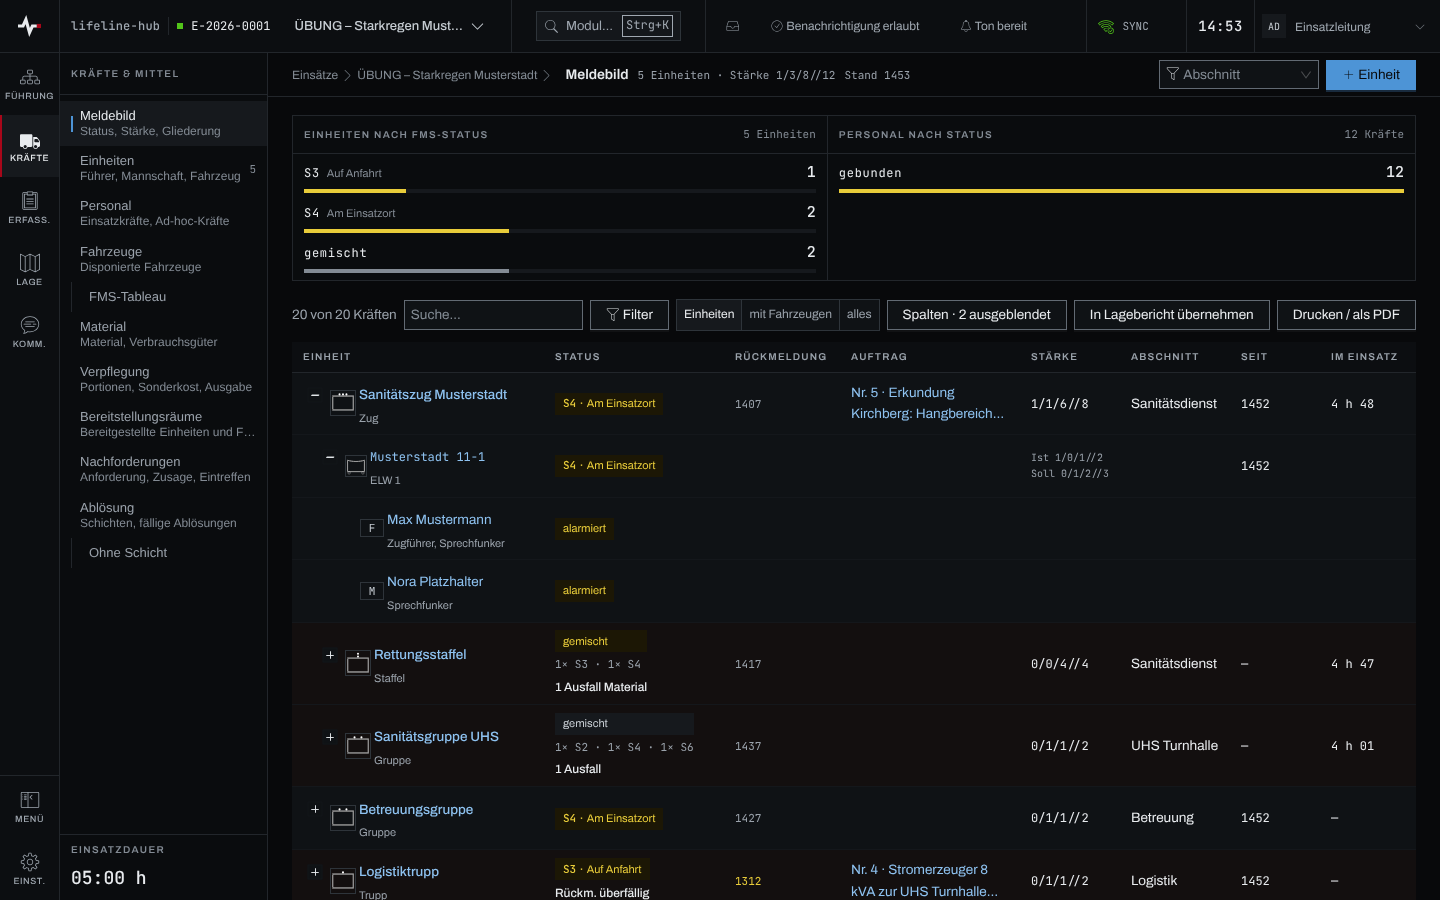 lifeline-hub
E-2026-0001
ÜBUNG – Starkregen Must...
Modul...
Strg+K
Benachrichtigung erlaubt
Ton bereit
SYNC
14:53
AD
Einsatzleitung
FÜHRUNG
KRÄFTE
ERFASS.
LAGE
KOMM.
MENÜ
EINST.
KRÄFTE & MITTEL
Meldebild
Status, Stärke, Gliederung
Einheiten
Führer, Mannschaft, Fahrzeug
5
Personal
Einsatzkräfte, Ad-hoc-Kräfte
Fahrzeuge
Disponierte Fahrzeuge
FMS-Tableau
Material
Material, Verbrauchsgüter
Verpflegung
Portionen, Sonderkost, Ausgabe
Bereitstellungsräume
Bereitgestellte Einheiten und F...
Nachforderungen
Anforderung, Zusage, Eintreffen
Ablösung
Schichten, fällige Ablösungen
Ohne Schicht
EINSATZDAUER
05:00 h
Einsätze > ÜBUNG – Starkregen Musterstadt > Meldebild 5 Einheiten · Stärke 1/3/8//12 Stand 1453
Abschnitt
+ Einheit
EINHEITEN NACH FMS-STATUS
5 Einheiten
S3 Auf Anfahrt 1
S4 Am Einsatzort 2
gemischt 2
PERSONAL NACH STATUS
12 Kräfte
gebunden 12
20 von 20 Kräften
Suche...
Filter
Einheiten
mit Fahrzeugen
alles
Spalten · 2 ausgeblendet
In Lagebericht übernehmen
Drucken / als PDF
EINHEIT STATUS RÜCKMELDUNG AUFTRAG STÄRKE ABSCHNITT SEIT IM EINSATZ
– Sanitätszug Musterstadt
Zug
S4 · Am Einsatzort
1407
Nr. 5 · Erkundung
Kirchberg: Hangbereich...
1/1/6//8
Sanitätsdienst
1452
4 h 48
– Musterstadt 11-1
ELW 1
S4 · Am Einsatzort
Ist 1/0/1//2
Soll 0/1/2//3
1452
F
Max Mustermann
Zugführer, Sprechfunker
alarmiert
M
Nora Platzhalter
Sprechfunker
alarmiert
+ Rettungsstaffel
Staffel
gemischt
1× S3 · 1× S4
1 Ausfall Material
1417
0/0/4//4
Sanitätsdienst
–
4 h 47
+ Sanitätsgruppe UHS
Gruppe
gemischt
1× S2 · 1× S4 · 1× S6
1 Ausfall
1437
0/1/1//2
UHS Turnhalle
–
4 h 01
+ Betreuungsgruppe
Gruppe
S4 · Am Einsatzort
1427
0/1/1//2
Betreuung
1452
–
+ Logistiktrupp
Trupp
S3 · Auf Anfahrt
Rückm. überfällig
1312
Nr. 4 · Stromerzeuger 8
kVA zur UHS Turnhalle...
0/1/1//2
Logistik
1452
–